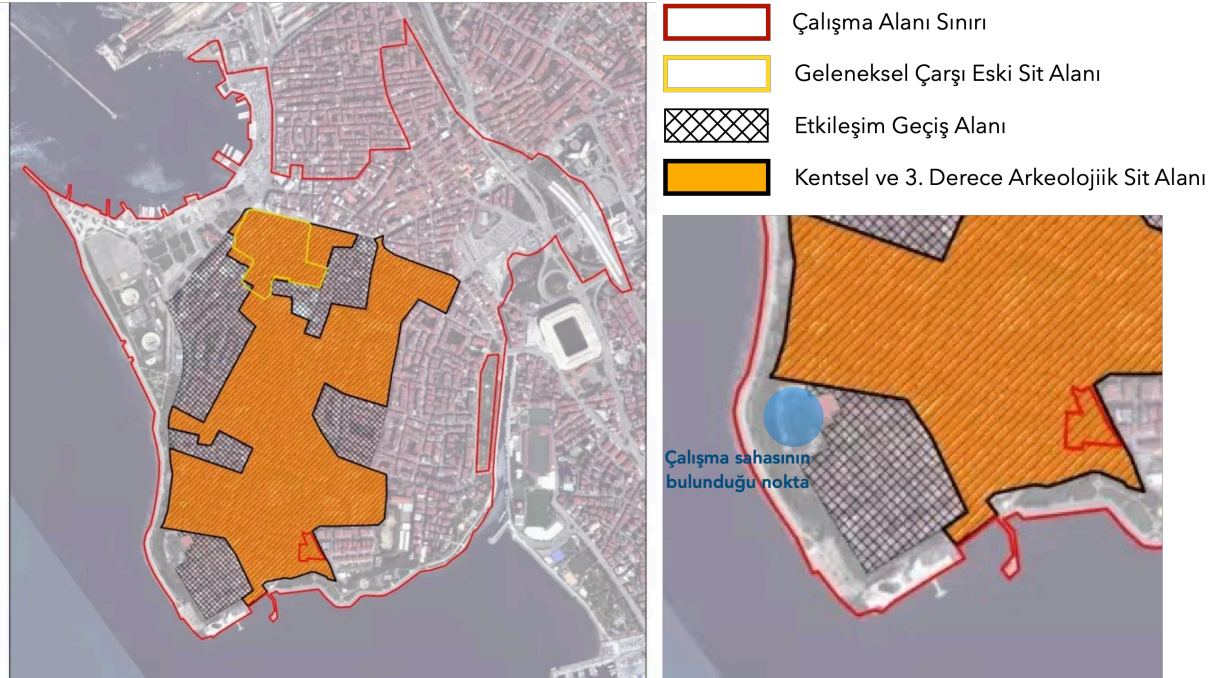 Çalışma Alanı Sınırı
Geleneksel Çarşı Eski Sit Alanı
Etkileşim Geçiş Alanı
Kentsel ve 3. Derece Arkeolojiik Sit Alanı
Çalışma sahasının
bulunduğu nokta